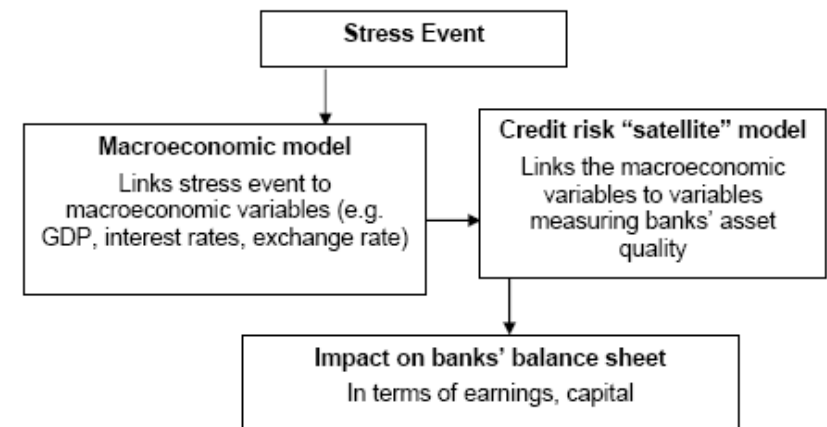 Stress Event
Macroeconomic model
Links stress event to
macroeconomic variables (e.g.
GDP, interest rates, exchange rate)
Credit risk “satellite” model
Links the macroeconomic
variables to variables
measuring banks’ asset
quality
Impact on banks’ balance sheet
In terms of earnings, capital